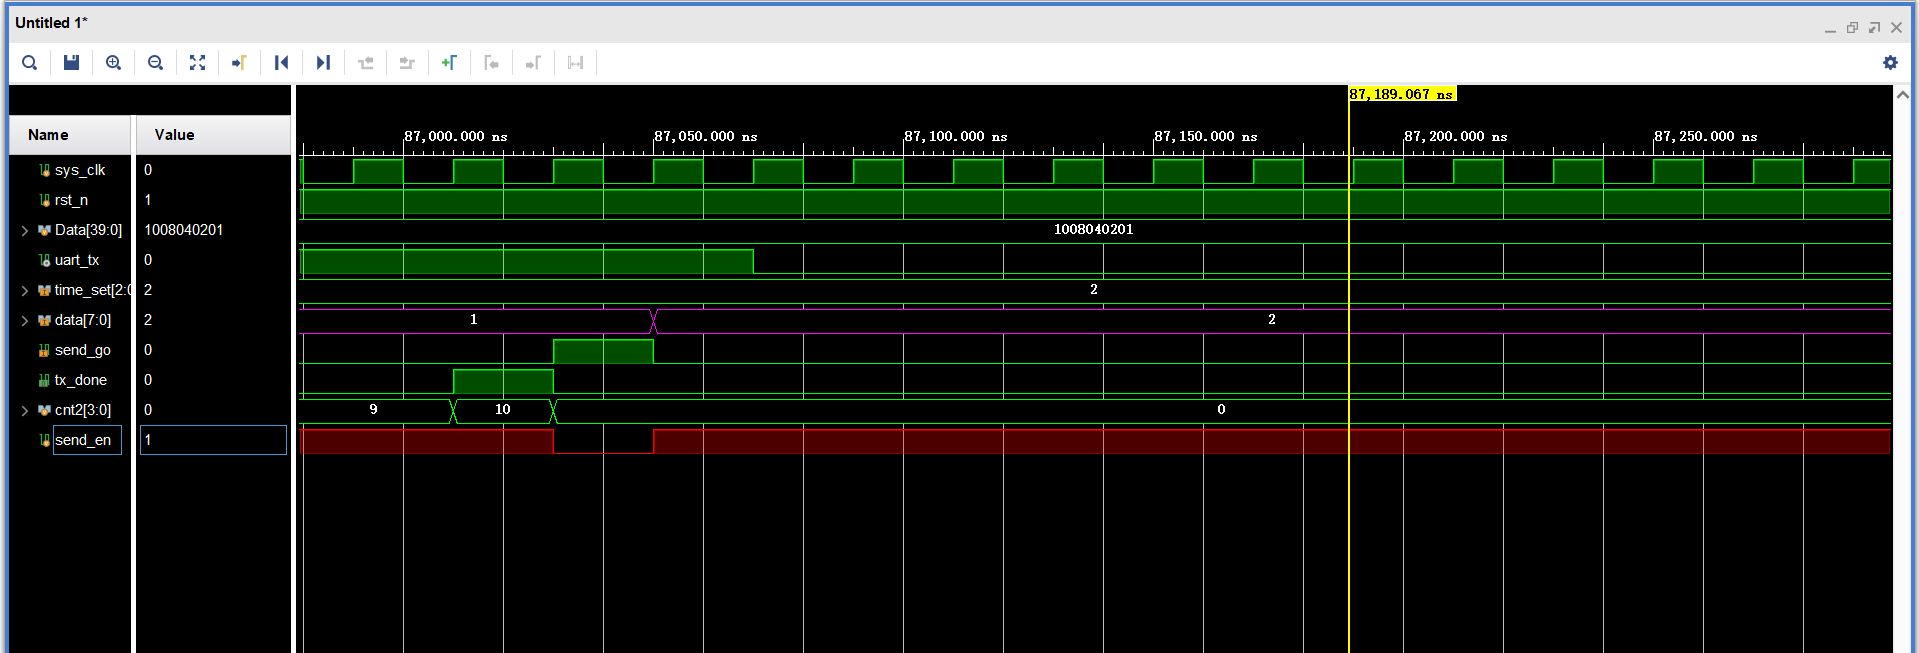 Untitled 1*
87,189.067 ns
87,000.000 ns 87,050.000 ns 87,100.000 ns 87,150.000 ns 87,200.000 ns 87,250.000 ns
Name Value
sys_clk 0
rst_n 1
Data[39:0] 1008040201 1008040201
uart_tx 0
time_set[2:0 2 2
data[7:0] 2 1 2
send_go 0
tx_done 0
cnt2[3:0] 0 9 10 0
send_en 1